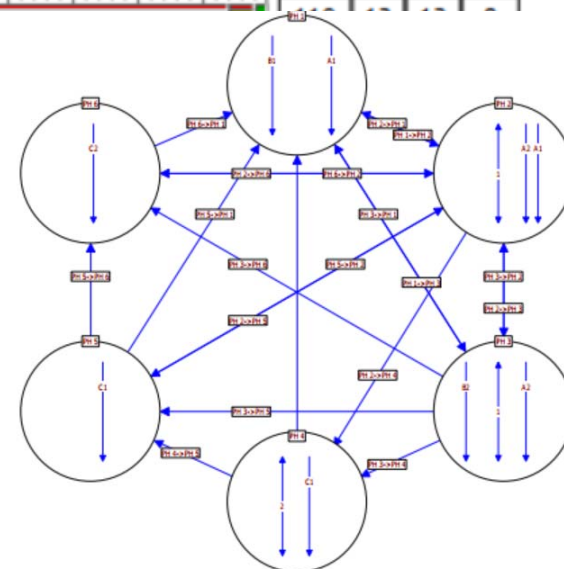 PH 1
B1
A1
PH 6
PH 2
PH 6->PH 1
PH 2->PH 1
PH 1->PH 2
C2
1
A2 A1
PH 2->PH 6
PH 6->PH 2
PH 5->PH 1
PH 3->PH 1
PH 3->PH 6
PH 5->PH 2
PH 5->PH 6
PH 3->PH 2
PH 1->PH 3
PH 2->PH 3
PH 2->PH 5
PH 5
PH 3
PH 2->PH 4
C1
B2
1
A2
PH 3->PH 5
PH 4
PH 4->PH 5
PH 3->PH 4
2
C1